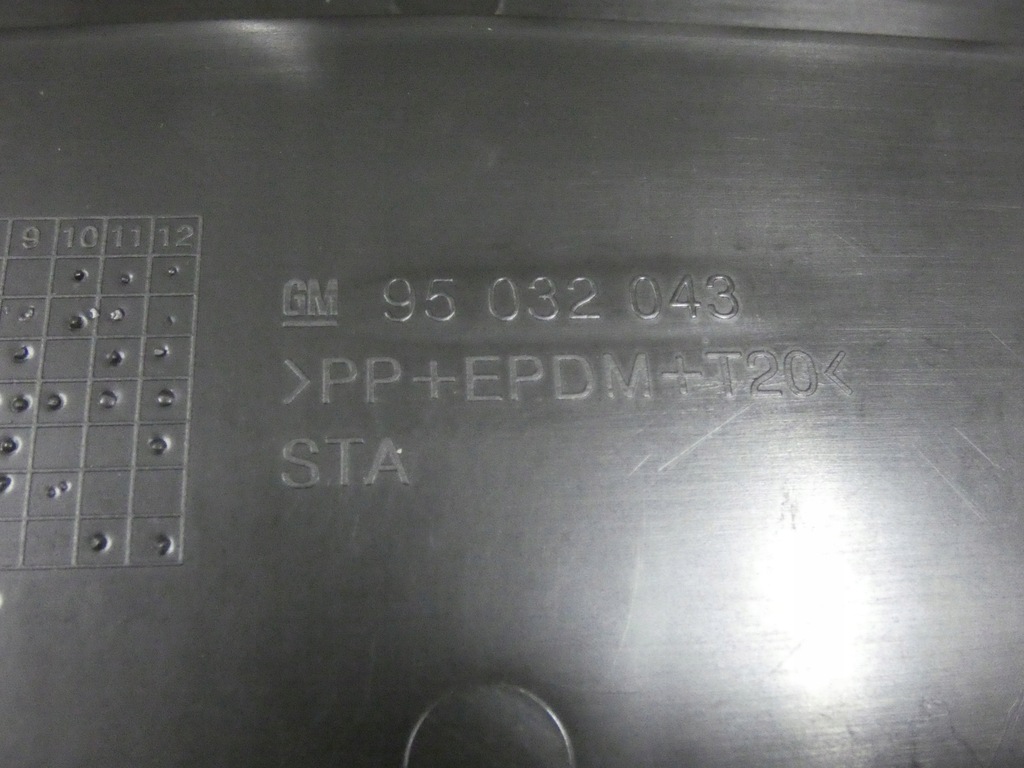 9 10 11 12
GM 95 032 043
>PP+EPDM+T20<
STA